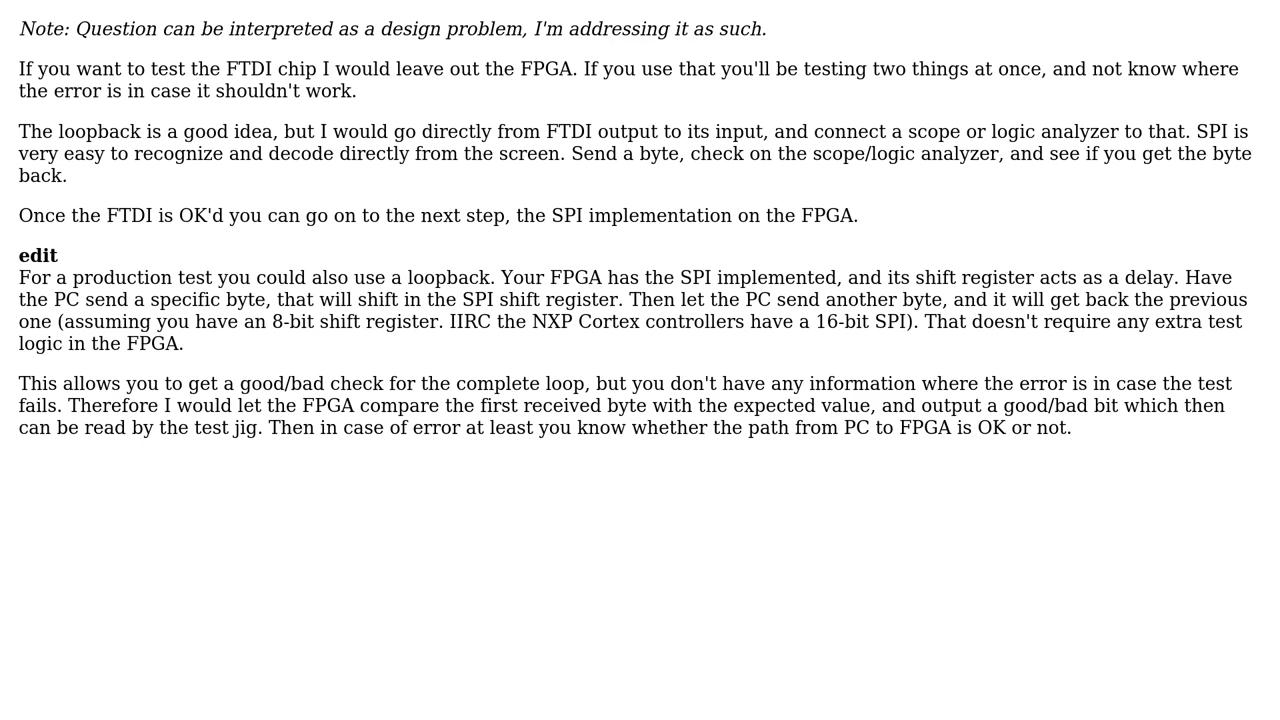 Note: Question can be interpreted as a design problem, I'm addressing it as such.
If you want to test the FTDI chip I would leave out the FPGA. If you use that you'll be testing two things at once, and not know where
the error is in case it shouldn't work.
The loopback is a good idea, but I would go directly from FTDI output to its input, and connect a scope or logic analyzer to that. SPI is
very easy to recognize and decode directly from the screen. Send a byte, check on the scope/logic analyzer, and see if you get the byte
back.
Once the FTDI is OK'd you can go on to the next step, the SPI implementation on the FPGA.
edit
For a production test you could also use a loopback. Your FPGA has the SPI implemented, and its shift register acts as a delay. Have
the PC send a specific byte, that will shift in the SPI shift register. Then let the PC send another byte, and it will get back the previous
one (assuming you have an 8-bit shift register. IIRC the NXP Cortex controllers have a 16-bit SPI). That doesn't require any extra test
logic in the FPGA.
This allows you to get a good/bad check for the complete loop, but you don't have any information where the error is in case the test
fails. Therefore I would let the FPGA compare the first received byte with the expected value, and output a good/bad bit which then
can be read by the test jig. Then in case of error at least you know whether the path from PC to FPGA is OK or not.